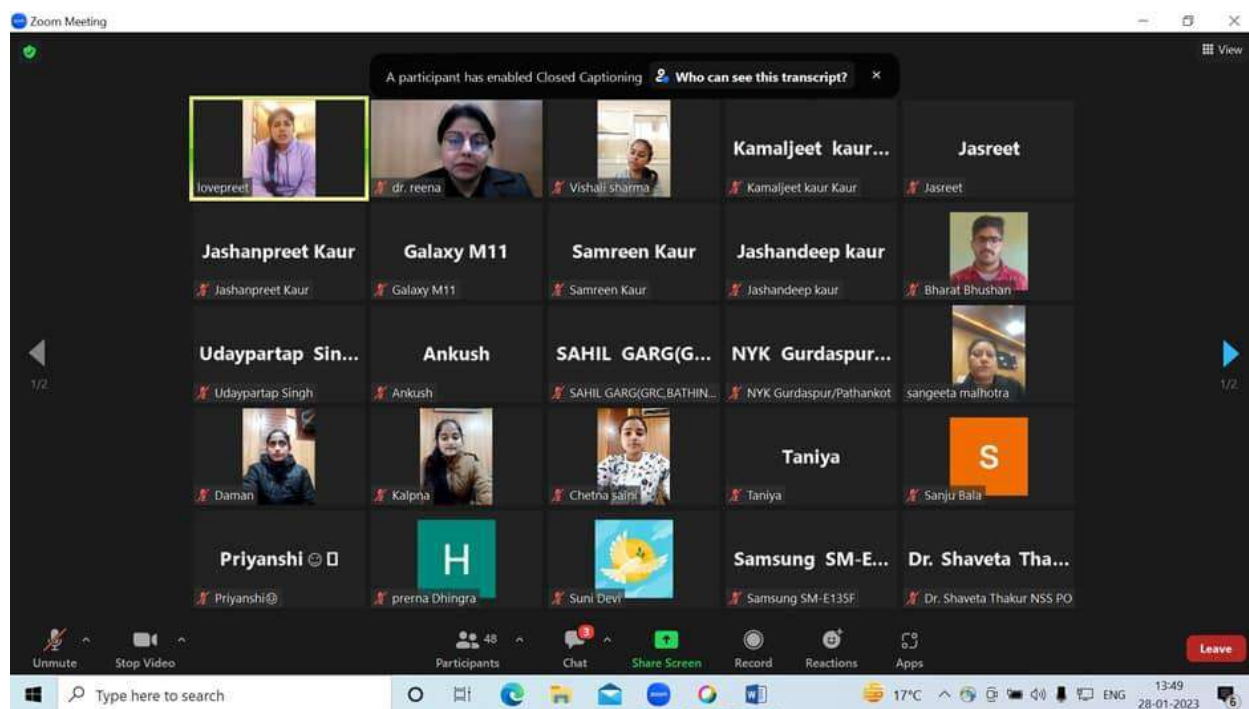 Zoom Meeting
View
A participant has enabled Closed Captioning Who can see this transcript?
lovepreet
dr. reena
Vishali sharma
Kamaljeet kaur...
Kamaljeet kaur Kaur
Jasreet
Jasreet
Jashanpreet Kaur
Jashanpreet Kaur
Galaxy M11
Galaxy M11
Samreen Kaur
Samreen Kaur
Jashandeep kaur
Jashandeep kaur
Bharat Bhushan
Udaypartap Sin...
Udaypartap Singh
Ankush
Ankush
SAHIL GARG(G...
SAHIL GARG(GRC,BATHIN...
NYK Gurdaspur...
NYK Gurdaspur/Pathankot
sangeeta malhotra
1/2
1/2
Daman
Kalpna
Chetna saini
Taniya
Taniya
S
Sanju Bala
Priyanshi☺
Priyanshi☺
H
prerna Dhingra
Suni Devi
Samsung SM-E...
Samsung SM-E135F
Dr. Shaveta Tha...
Dr. Shaveta Thakur NSS PO
Unmute
Stop Video
48
Participants
3
Chat
Share Screen
Record
Reactions
Apps
Leave
Type here to search
zoom
W
17°C
ENG
13:49
28-01-2023
6